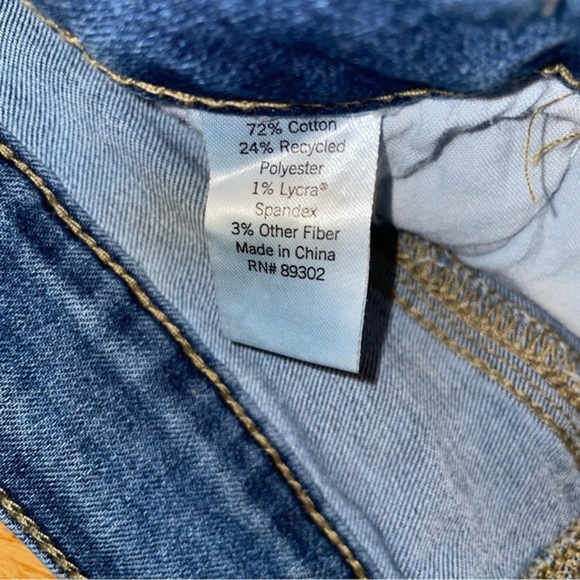 72% Cotton
24% Recycled
Polyester
1% Lycra®
Spandex
3% Other Fiber
Made in China
RN# 89302